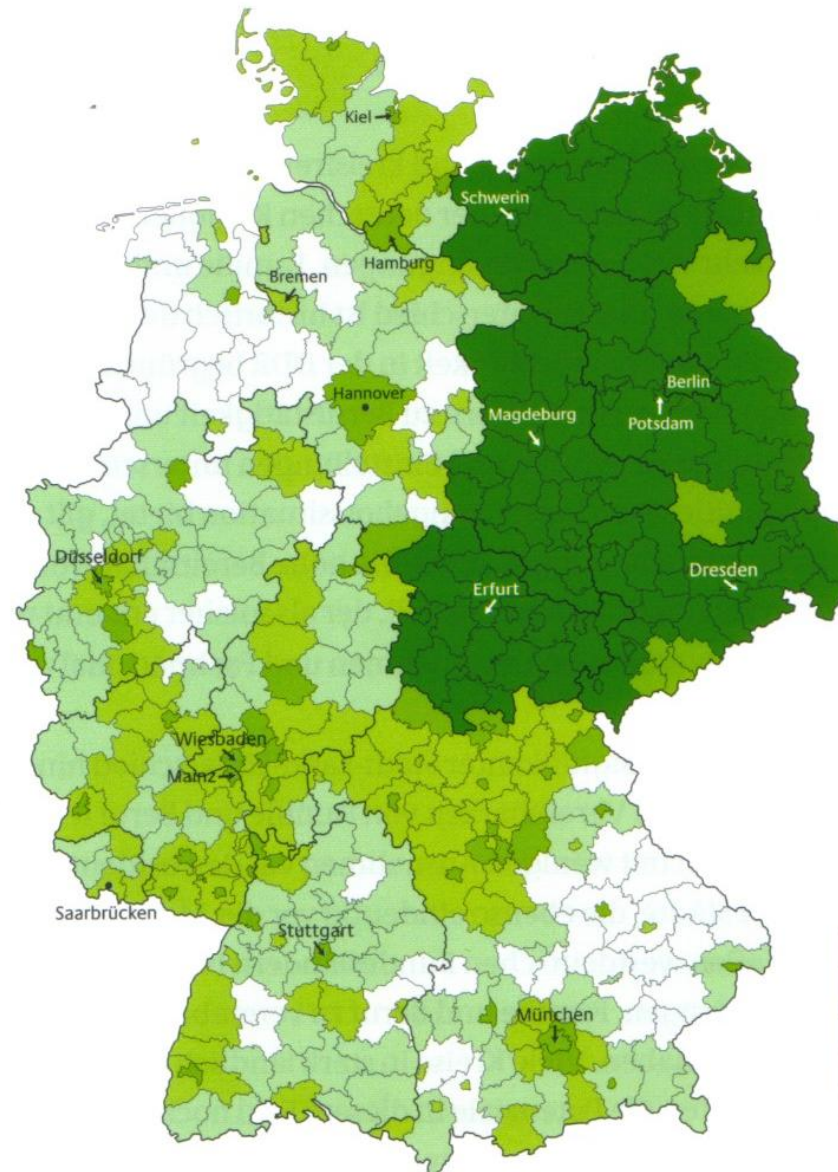 Kiel
Schwerin
Hamburg
Bremen
Hannover
Berlin
Magdeburg
Potsdam
Düsseldorf
Erfurt
Dresden
Wiesbaden
Mainz
Saarbrücken
Stuttgart
München